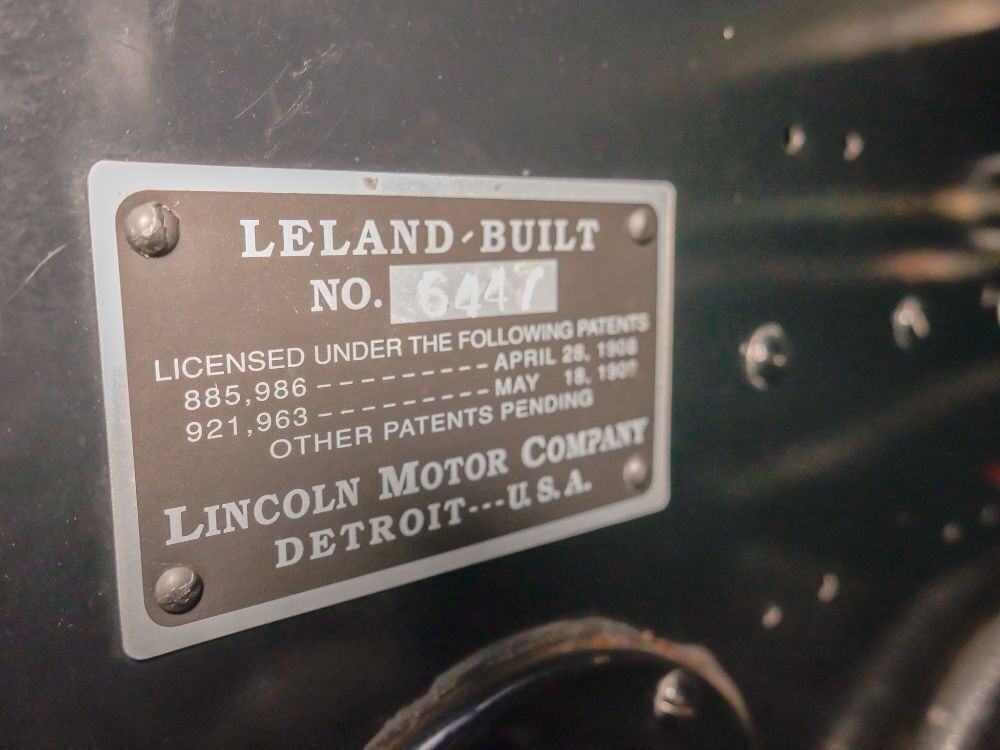 LELAND-BUILT
NO. 6447
LICENSED UNDER THE FOLLOWING PATENTS
885,986 --------- APRIL 28, 1908
921,963 --------- MAY 18, 1909
OTHER PATENTS PENDING
LINCOLN MOTOR COMPANY
DETROIT---U.S.A.